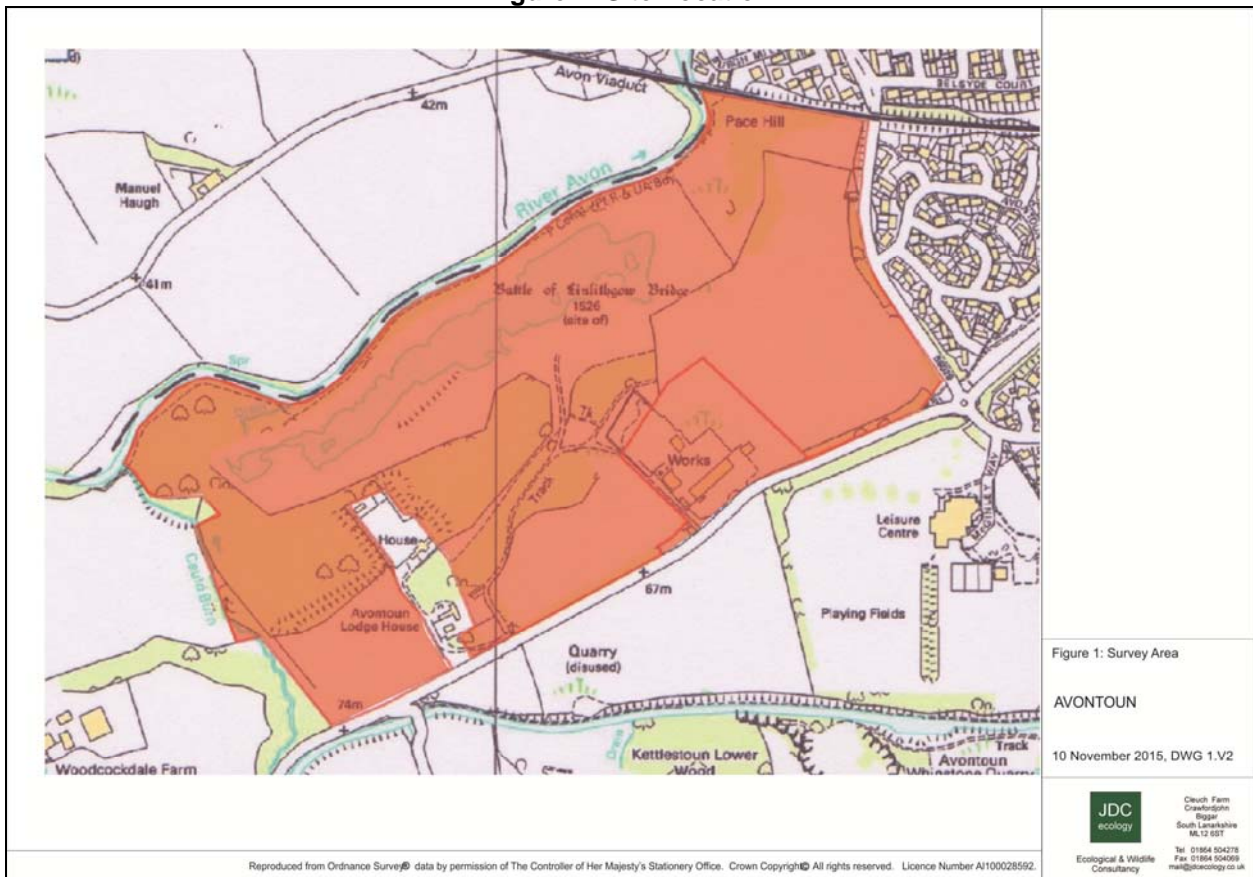 Avon Viaduct
BELSYDE COURT
Pace Hill
42m
Manuel
Haugh
River Avon
41m
Battle of Linlithgow Bridge
1526
(site of)
Spr
Works
Track
House
Leisure
Centre
McGINLEY WAY
Cauld Burn
Avontoun
Lodge House
67m
Playing Fields
Quarry
(disused)
74m
Drain
Kettlestoun Lower
Wood
Track
Avontoun
Whinstone Quarry
Woodcockdale Farm
Figure 1: Survey Area
AVONTOUN
10 November 2015, DWG 1.V2
JDC
ecology
Ecological & Wildlife
Consultancy
Cleuch Farm
Crawfordjohn
Biggar
South Lanarkshire
ML12 6ST
Tel 01864 504278
Fax 01864 504069
mail@jdcecology.co.uk
Reproduced from Ordnance Survey® data by permission of The Controller of Her Majesty's Stationery Office. Crown Copyright© All rights reserved. Licence Number AI100028592.